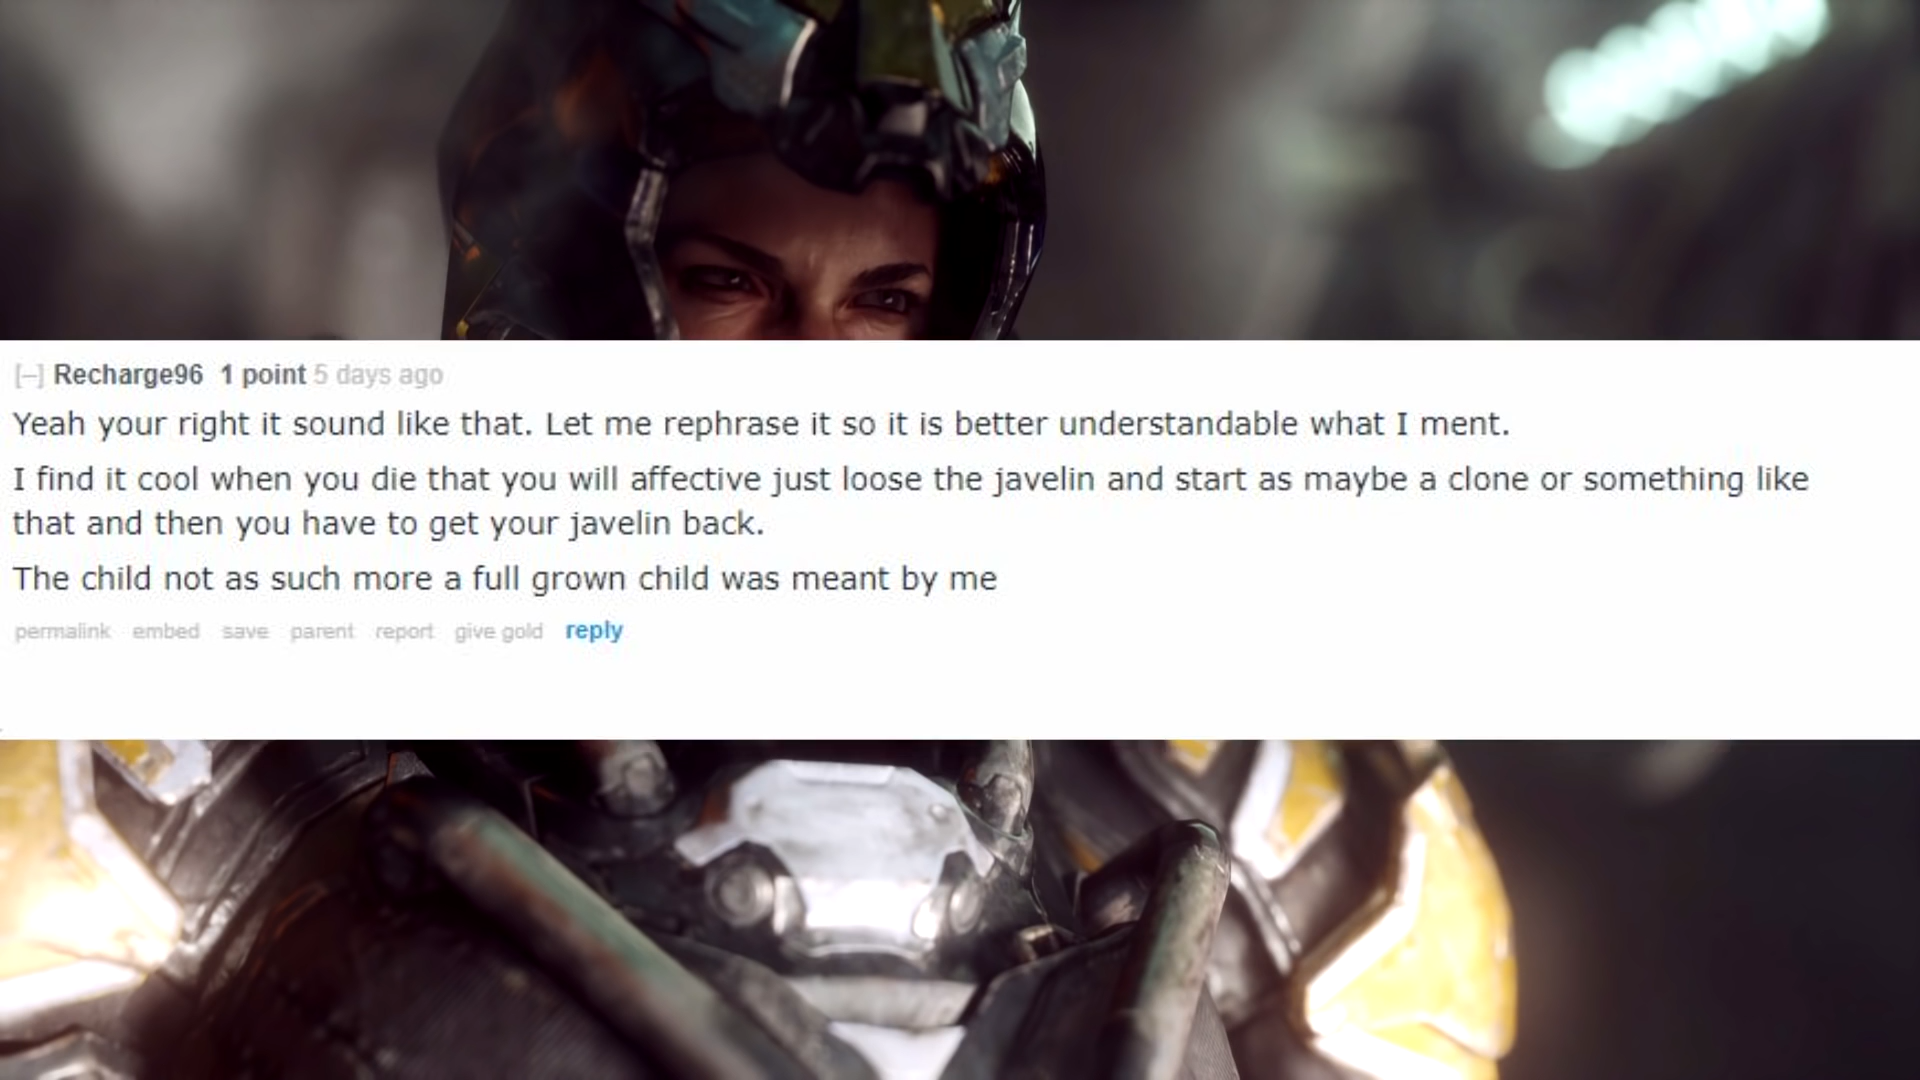 [–] Recharge96 1 point 5 days ago
Yeah your right it sound like that. Let me rephrase it so it is better understandable what I ment.
I find it cool when you die that you will affective just loose the javelin and start as maybe a clone or something like
that and then you have to get your javelin back.
The child not as such more a full grown child was meant by me
permalink embed save parent report give gold reply